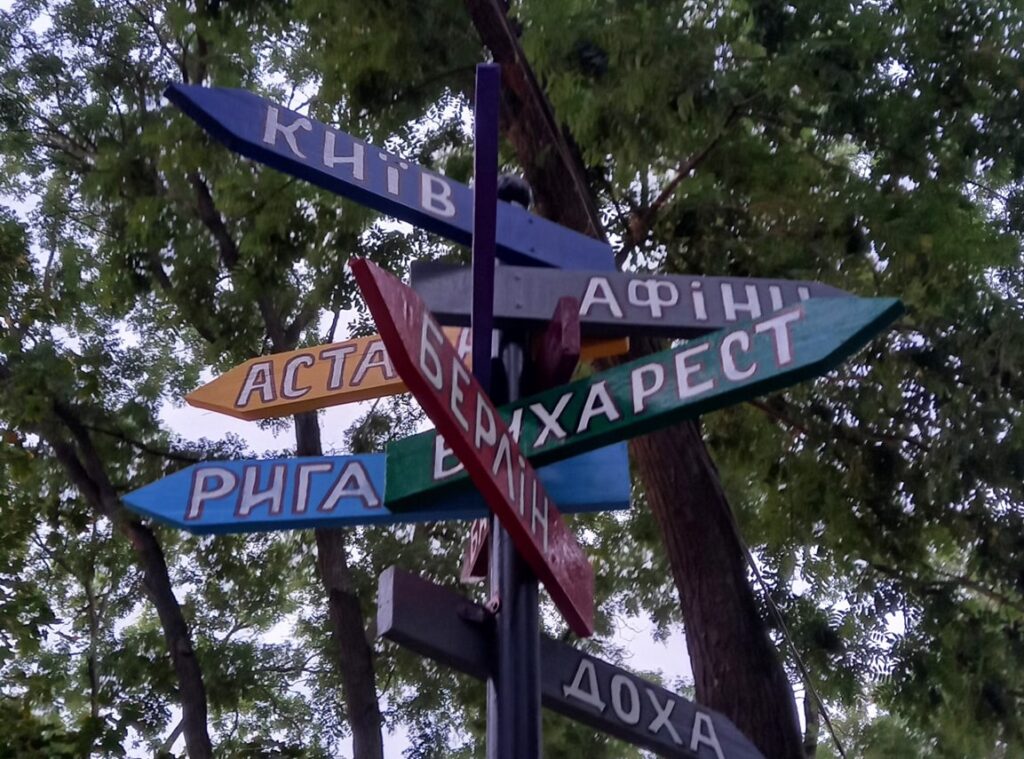 КИЇВ
АФІНИ
АСТАНА
БЕРЛІН
БУХАРЕСТ
РИГА
ДОХА